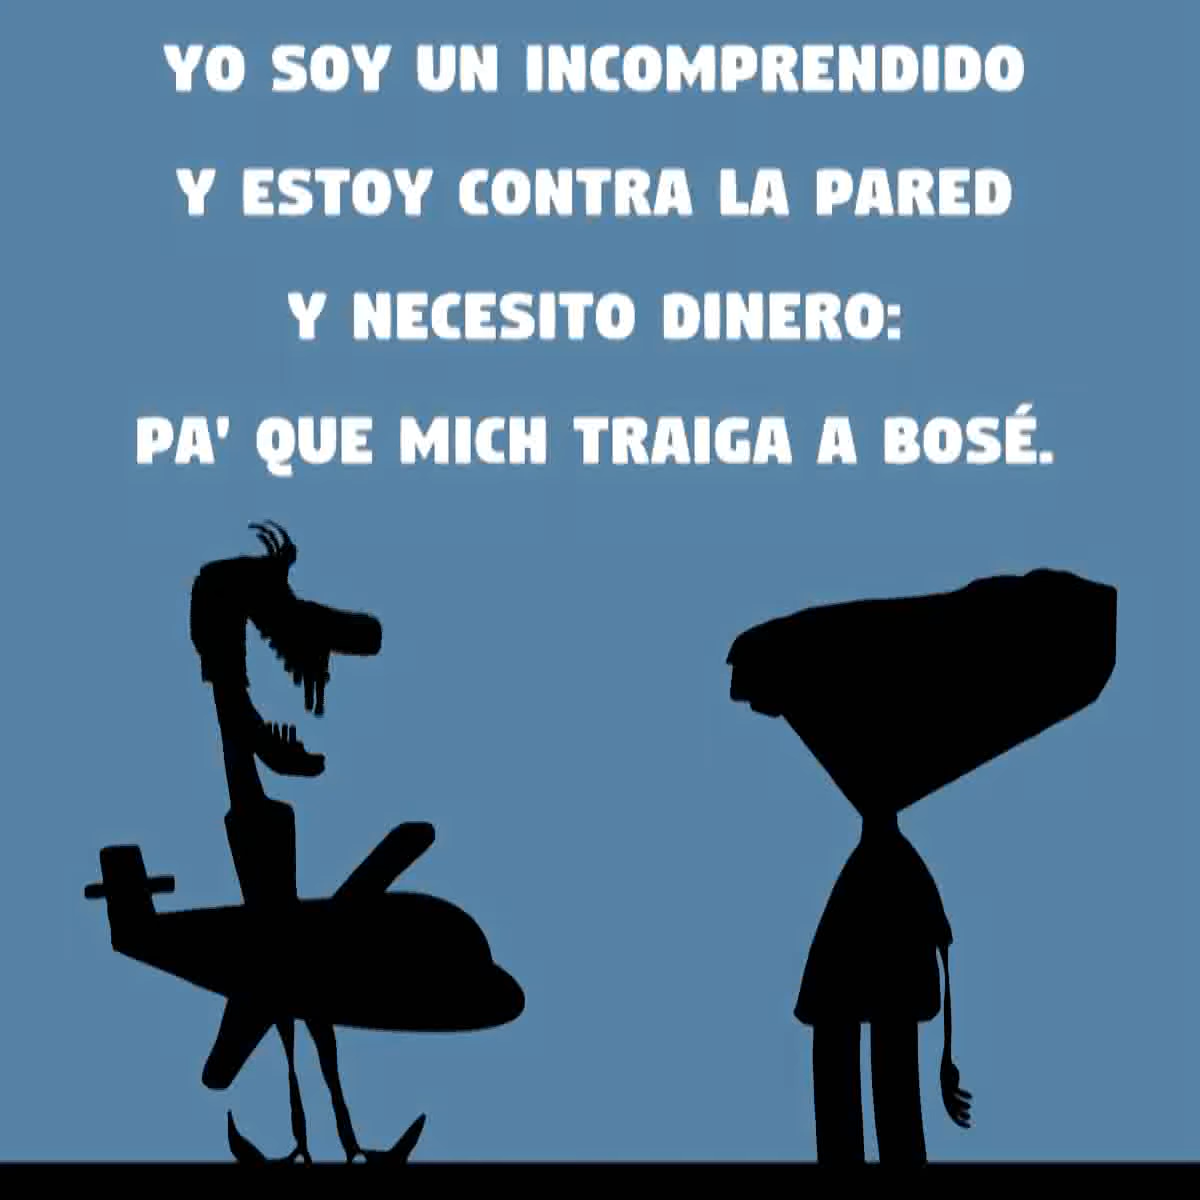 YO SOY UN INCOMPRENDIDO
Y ESTOY CONTRA LA PARED
Y NECESITO DINERO:
PA' QUE MICH TRAIGA A BOSÉ.